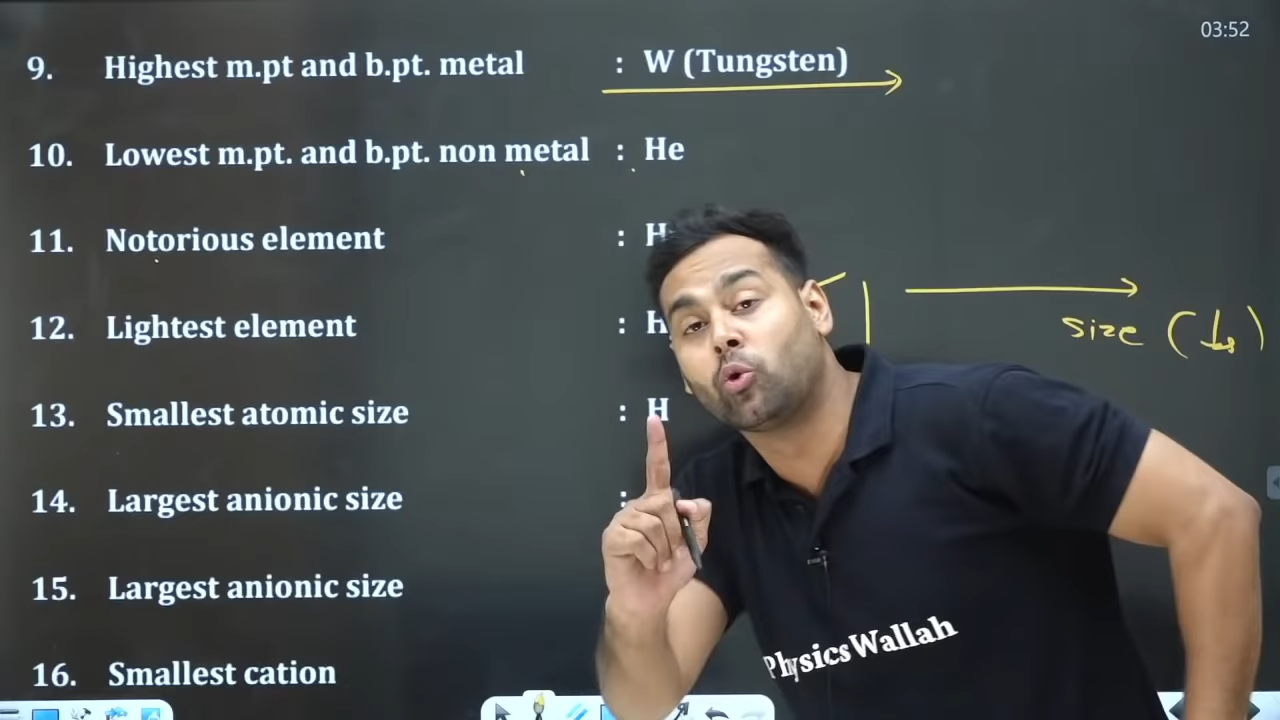 03:52
9. Highest m.pt and b.pt. metal : W (Tungsten)
10. Lowest m.pt. and b.pt. non metal : He
11. Notorious element : H
12. Lightest element : H
size
13. Smallest atomic size : H
14. Largest anionic size :
15. Largest anionic size
16. Smallest cation
PhysicsWallah